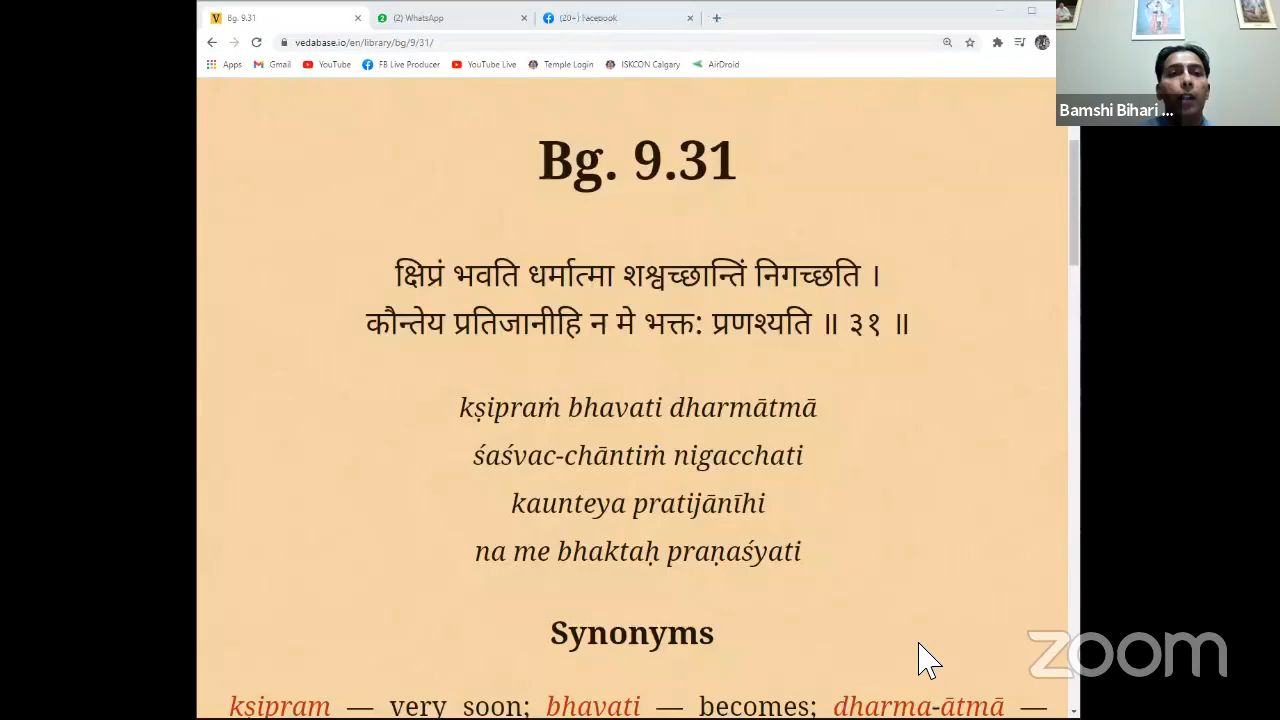 Bg. 9.31
(2) WhatsApp
(20+) Facebook
vedabase.io/en/library/bg/9/31/
Apps Gmail YouTube FB Live Producer YouTube Live Temple Login ISKCON Calgary AirDroid
Bamshi Bihari ...
Bg. 9.31
क्षिप्रं भवति धर्मात्मा शश्वच्छान्तिं निगच्छति ।
कौन्तेय प्रतिजानीहि न मे भक्त: प्रणश्यति ॥ ३१ ॥
kṣipraṁ bhavati dharmātmā
śaśvac-chāntiṁ nigacchati
kaunteya pratijānīhi
na me bhaktaḥ praṇaśyati
Synonyms
kṣipram — very soon; bhavati — becomes; dharma-ātmā —
zoom